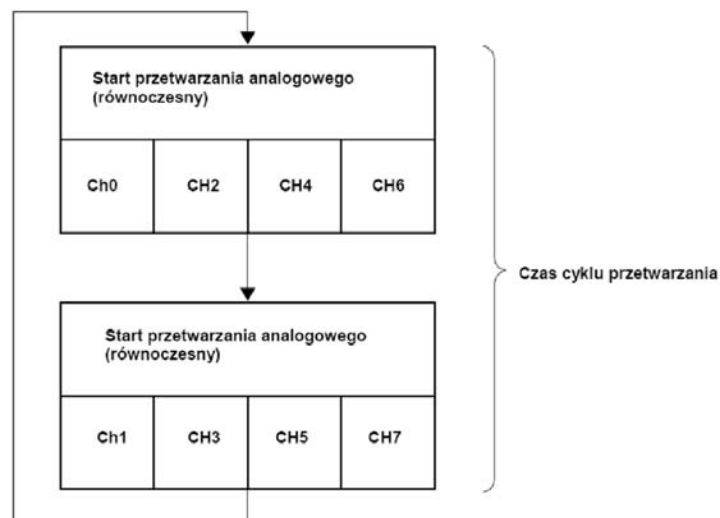 Start przetwarzania analogowego
(równoczesny)
Ch0 CH2 CH4 CH6
Czas cyklu przetwarzania
Start przetwarzania analogowego
(równoczesny)
Ch1 CH3 CH5 CH7